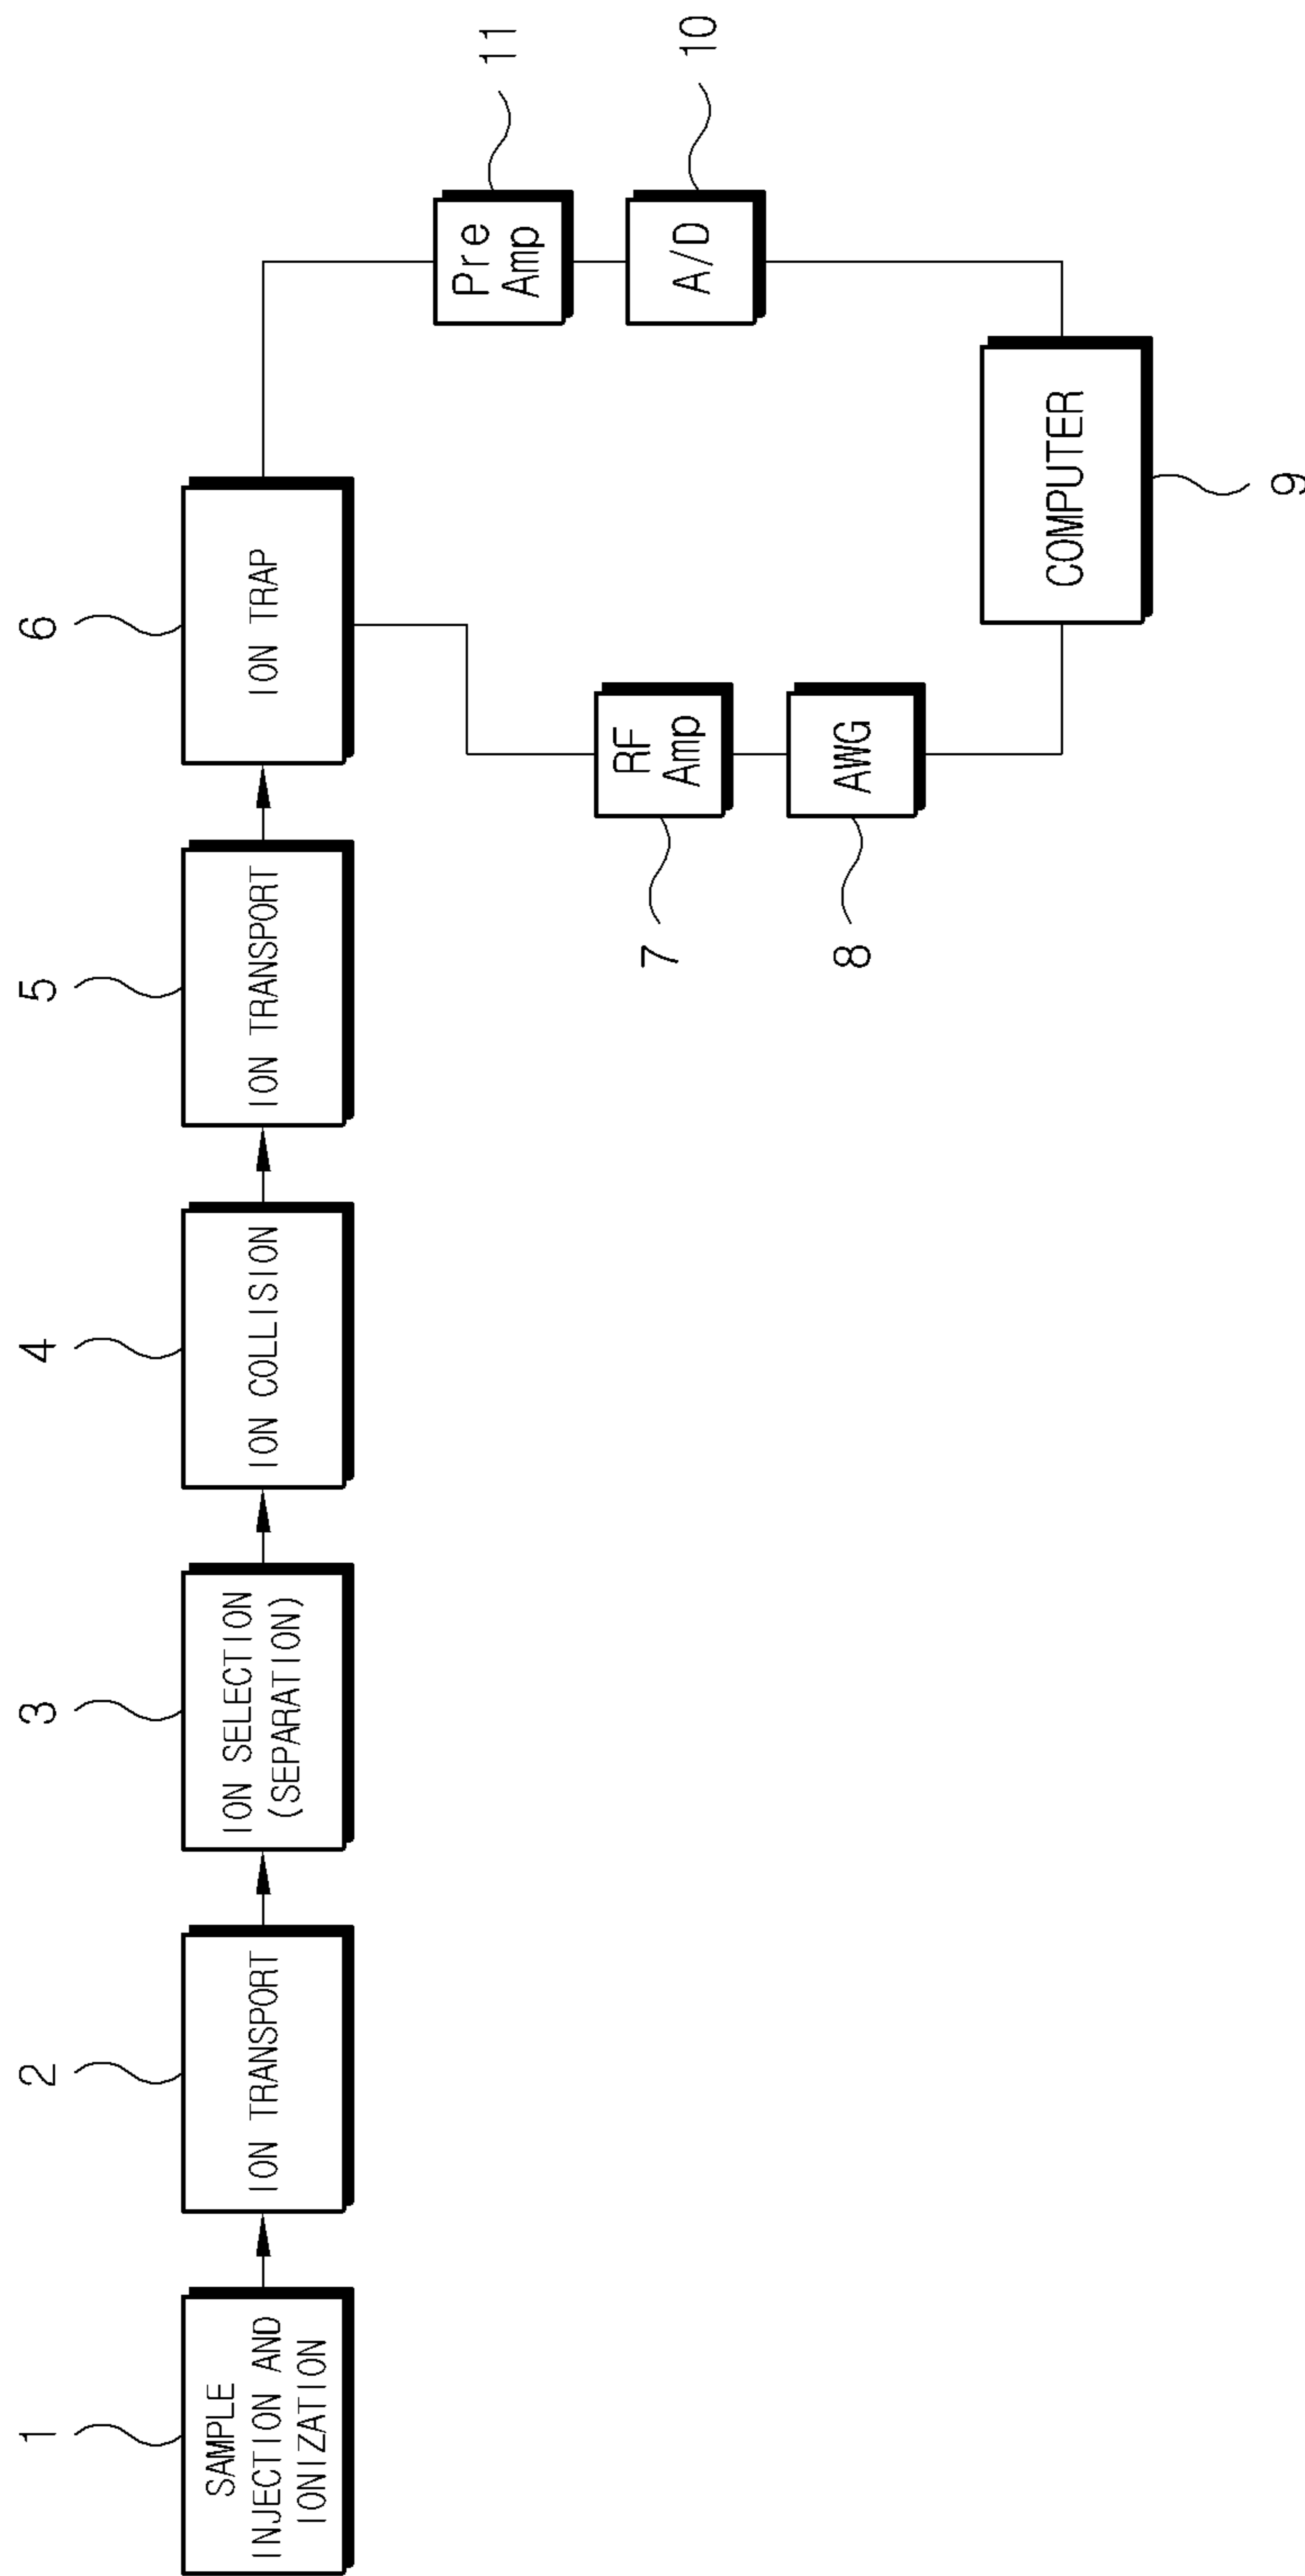 1
2
3
4
5
6
SAMPLE
INJECTION AND
IONIZATION
ION TRANSPORT
ION SELECTION
(SEPARATION)
ION COLLISION
ION TRANSPORT
ION TRAP
Pre
Amp
11
RF
Amp
7
A/D
10
AWG
8
COMPUTER
9